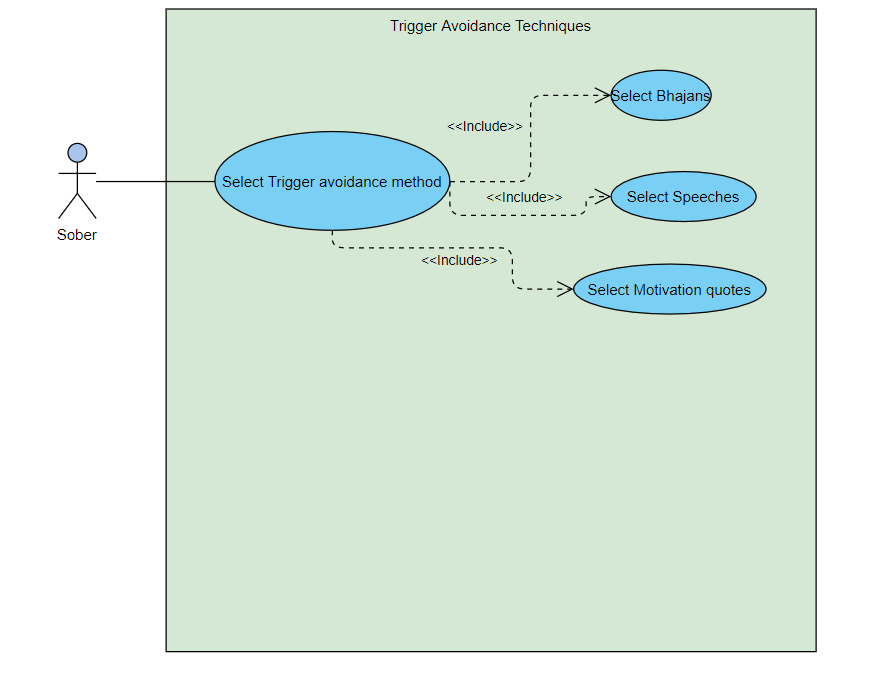 Trigger Avoidance Techniques
Select Bhajans
<<Include>>
Select Trigger avoidance method
<<Include>>
Select Speeches
Sober
<<Include>>
Select Motivation quotes